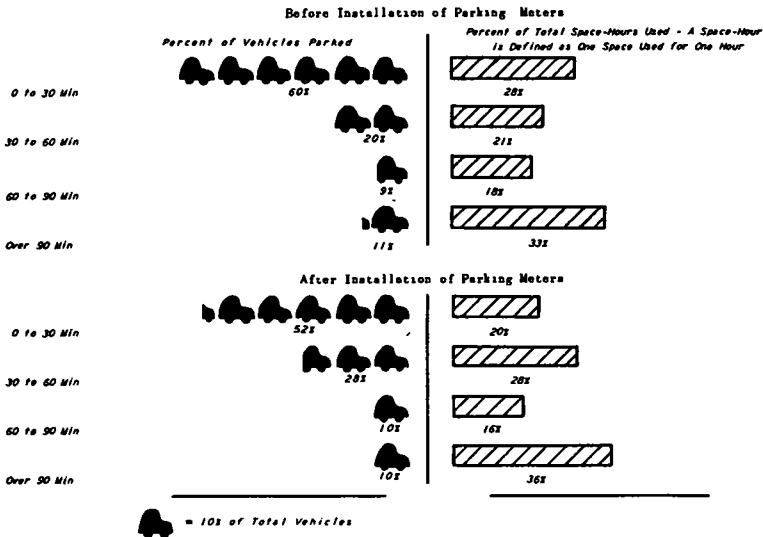 Before Installation of Parking Meters
Percent of Vehicles Parked
Percent of Total Space-Hours Used - A Space-Hour
is Defined as One Space Used for One Hour
0 to 30 Min
60%
28%
30 to 60 Min
20%
21%
60 to 90 Min
9%
18%
Over 90 Min
11%
33%
After Installation of Parking Meters
0 to 30 Min
52%
20%
30 to 60 Min
28%
28%
60 to 90 Min
10%
16%
Over 90 Min
10%
36%
= 10% of Total Vehicles